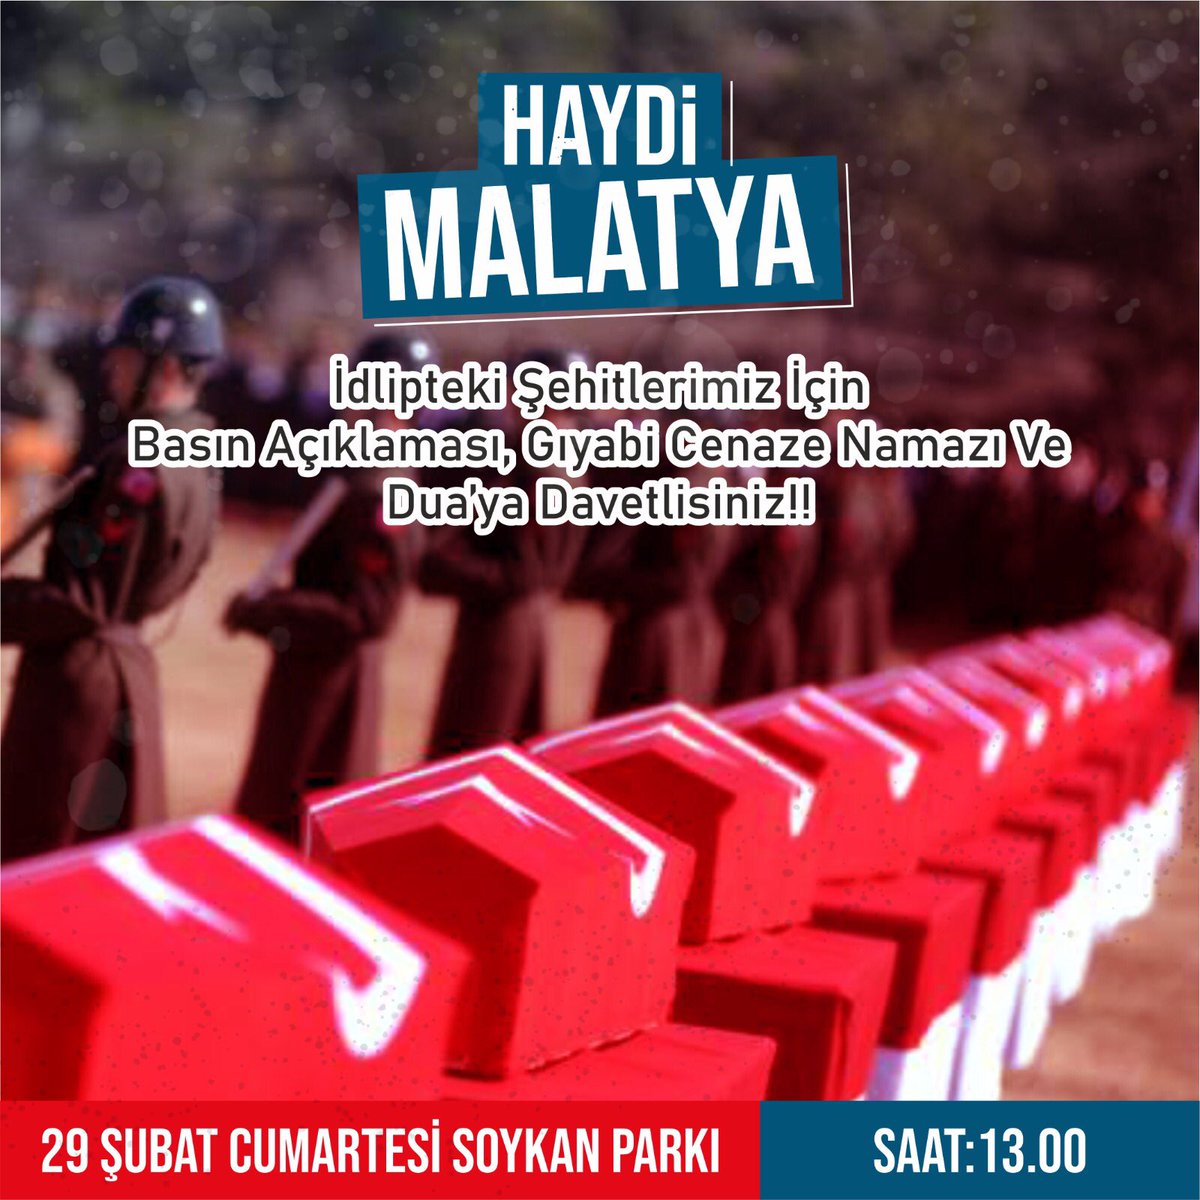 HAYDi
MALATYA
İdlipteki Şehitlerimiz İçin
Basın Açıklaması, Gıyabi Cenaze Namazı Ve
Dua'ya Davetlisiniz!!
29 ŞUBAT CUMARTESİ SOYKAN PARKI
SAAT:13.00